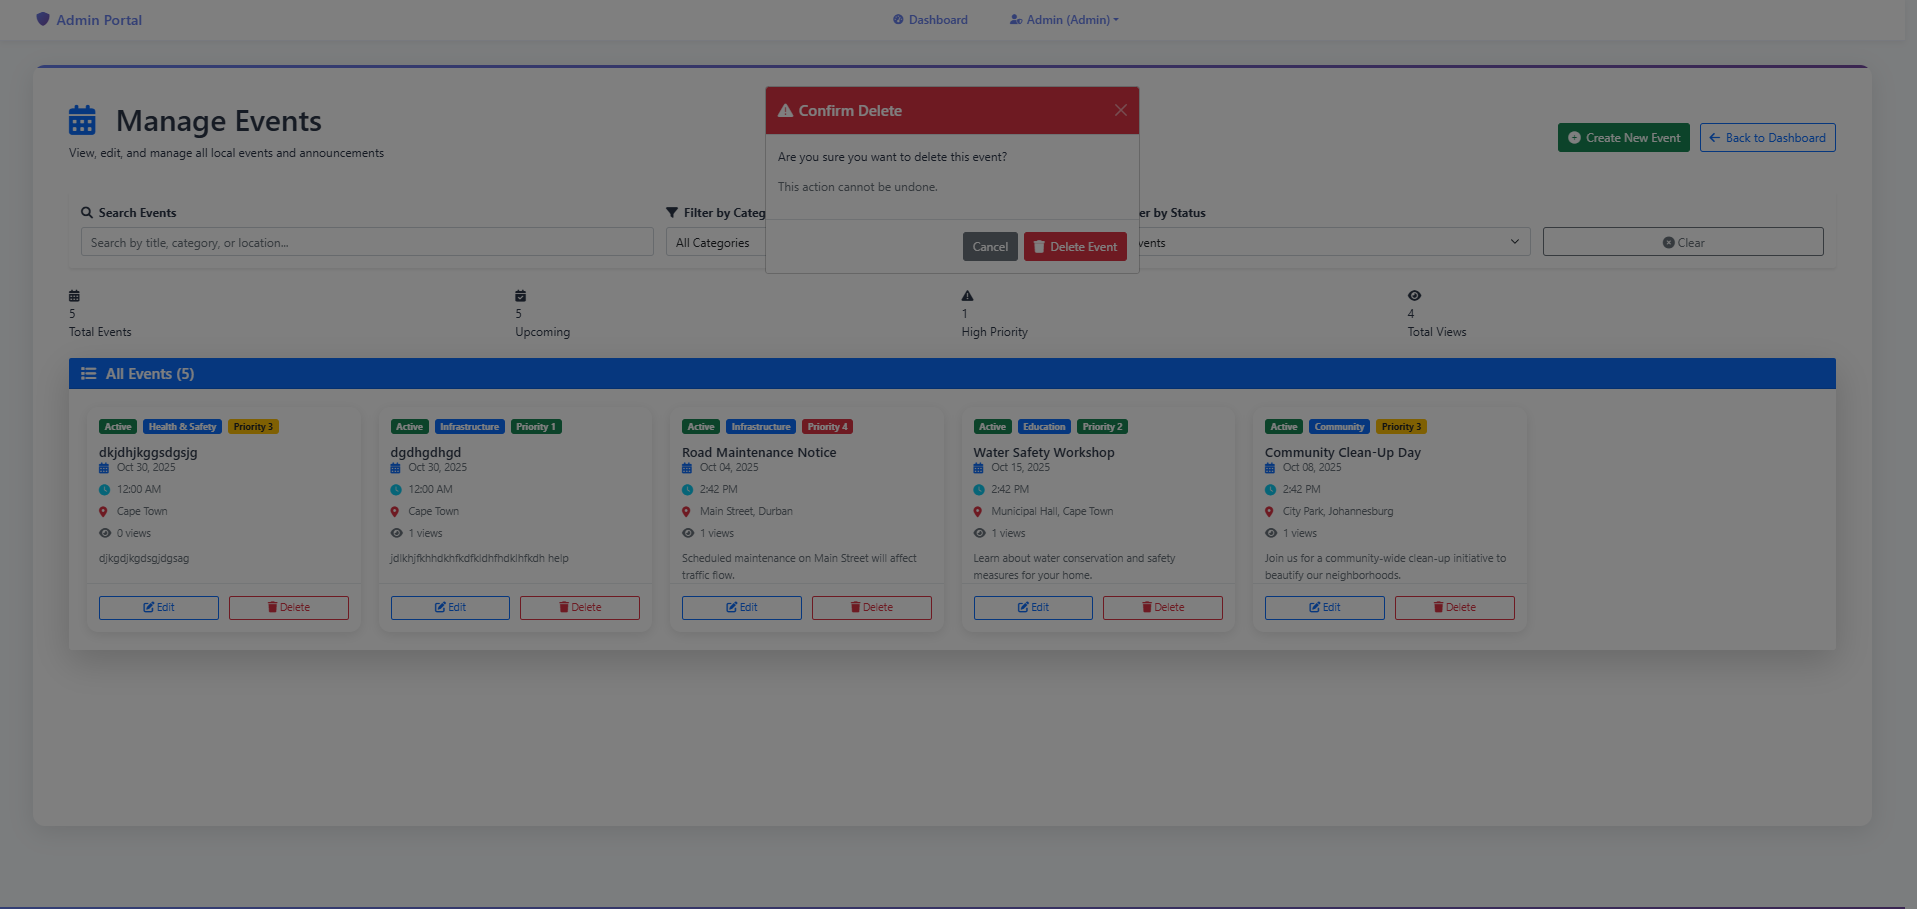 Admin Portal
Dashboard
Admin (Admin)
Manage Events
View, edit, and manage all local events and announcements
Create New Event
Back to Dashboard
Confirm Delete
Are you sure you want to delete this event?
This action cannot be undone.
Cancel
Delete Event
Search Events
Search by title, category, or location...
Filter by Categ
All Categories
er by Status
vents
Clear
5
Total Events
5
Upcoming
1
High Priority
4
Total Views
All Events (5)
Active Health & Safety Priority 3
dkjdhjkggsdgsjg
Oct 30, 2025
12:00 AM
Cape Town
0 views
djkgdjkgdsgjdgsag
Edit Delete
Active Infrastructure Priority 1
dgdhgdhgd
Oct 30, 2025
12:00 AM
Cape Town
1 views
jdlkhjfkhhdkhfkdfkldhfhdklhfkdh help
Edit Delete
Active Infrastructure Priority 4
Road Maintenance Notice
Oct 04, 2025
2:42 PM
Main Street, Durban
1 views
Scheduled maintenance on Main Street will affect
traffic flow.
Edit Delete
Active Education Priority 2
Water Safety Workshop
Oct 15, 2025
2:42 PM
Municipal Hall, Cape Town
1 views
Learn about water conservation and safety
measures for your home.
Edit Delete
Active Community Priority 3
Community Clean-Up Day
Oct 08, 2025
2:42 PM
City Park, Johannesburg
1 views
Join us for a community-wide clean-up initiative to
beautify our neighborhoods.
Edit Delete